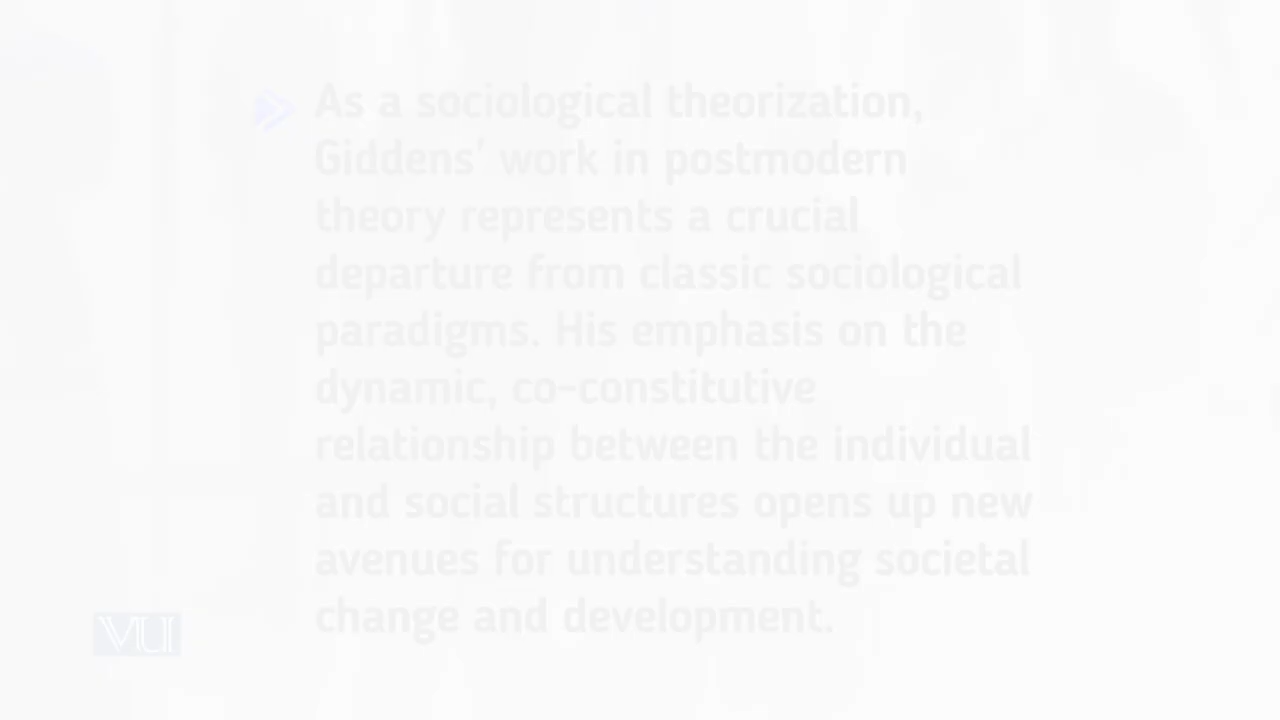 As a sociological theorization,
Giddens' work in postmodern
theory represents a crucial
departure from classic sociological
paradigms. His emphasis on the
dynamic, co-constitutive
relationship between the individual
and social structures opens up new
avenues for understanding societal
change and development.
VU